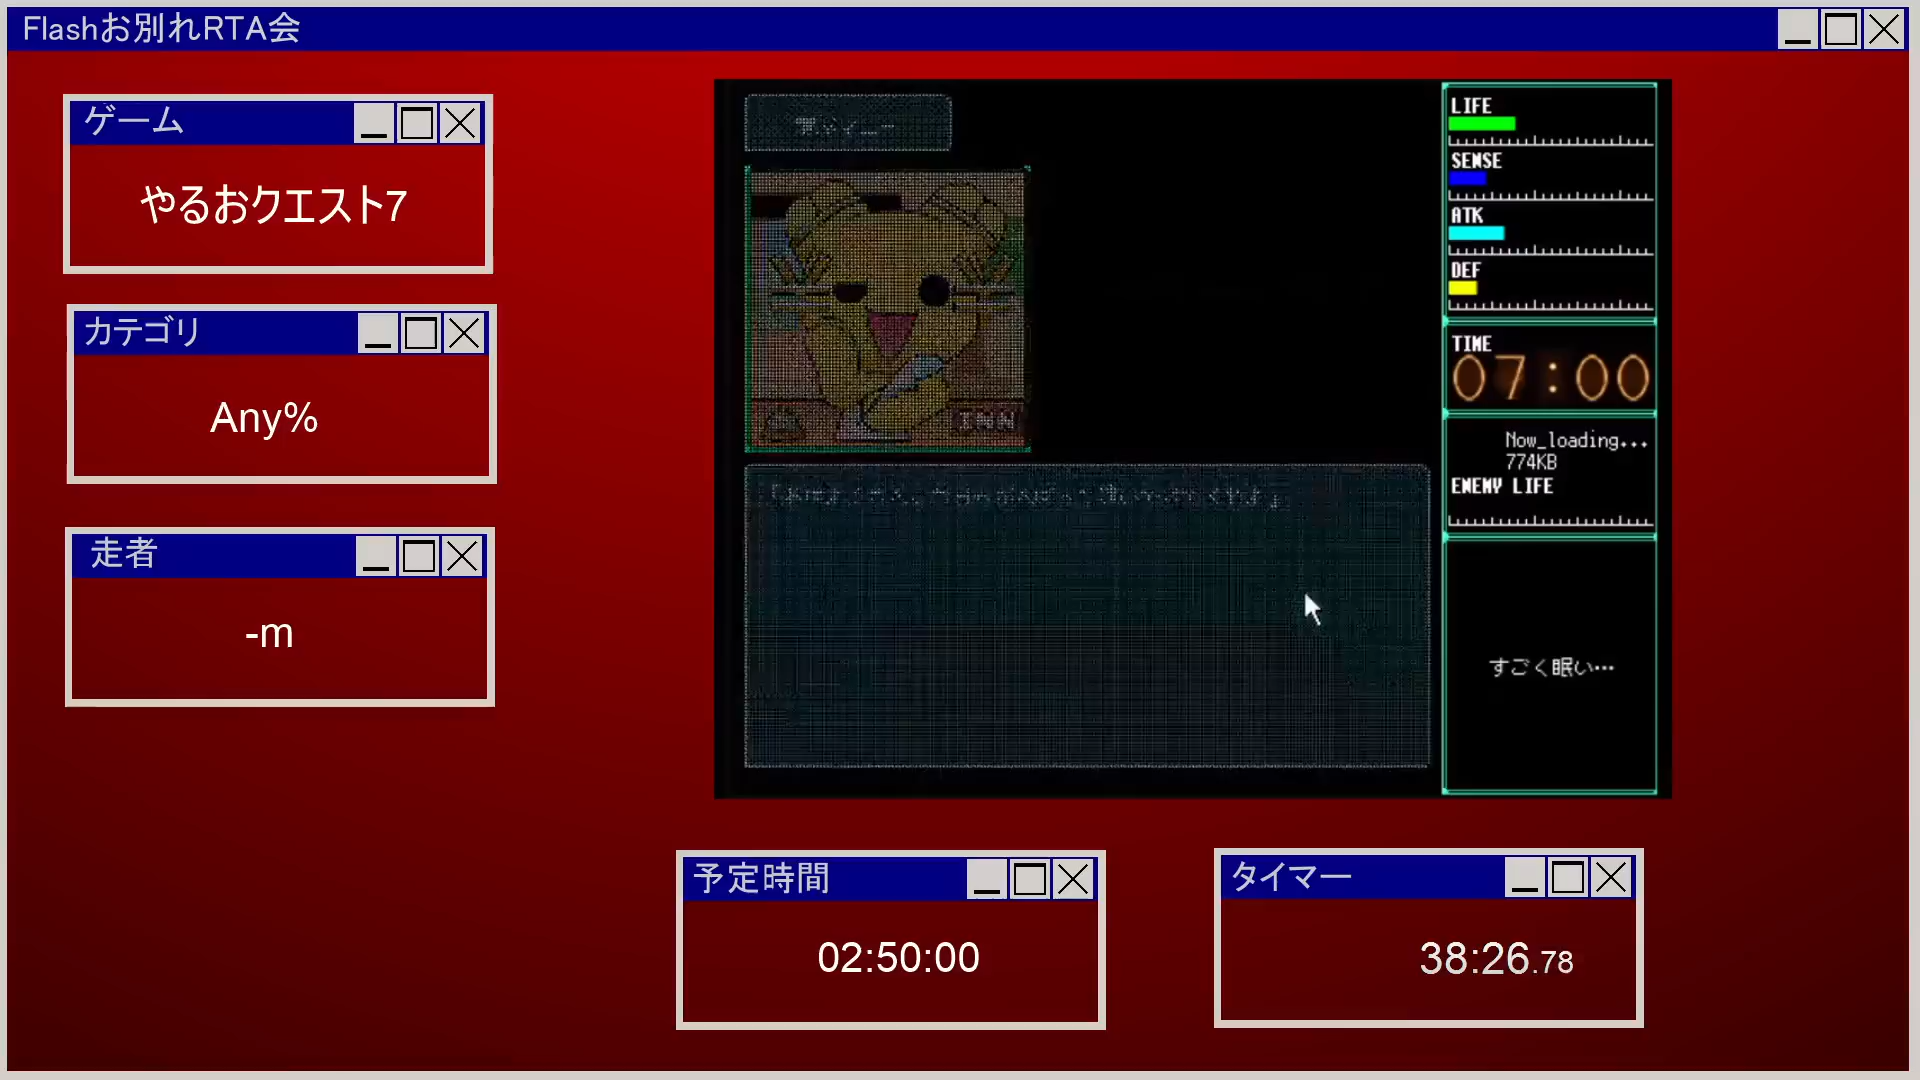 Flashお別れRTA会
ゲーム
やるおクエスト7
カテゴリ
Any%
走者
-m
INN
LIFE
SENSE
ATK
DEF
TIME
07:00
Now_loading...
774KB
ENEMY LIFE
すごく眠い…
予定時間
02:50:00
タイマー
38:26.78